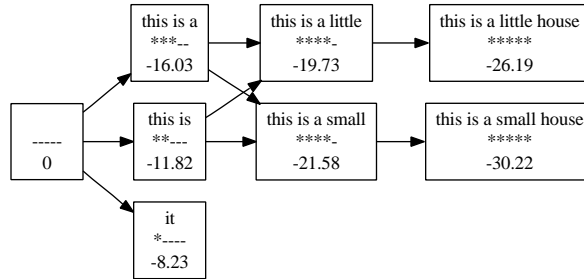 this is a
***--
-16.03
this is a little
****-
-19.73
this is a little house
*****
-26.19
-----
0
this is
**---
-11.82
this is a small
****-
-21.58
this is a small house
*****
-30.22
it
*----
-8.23